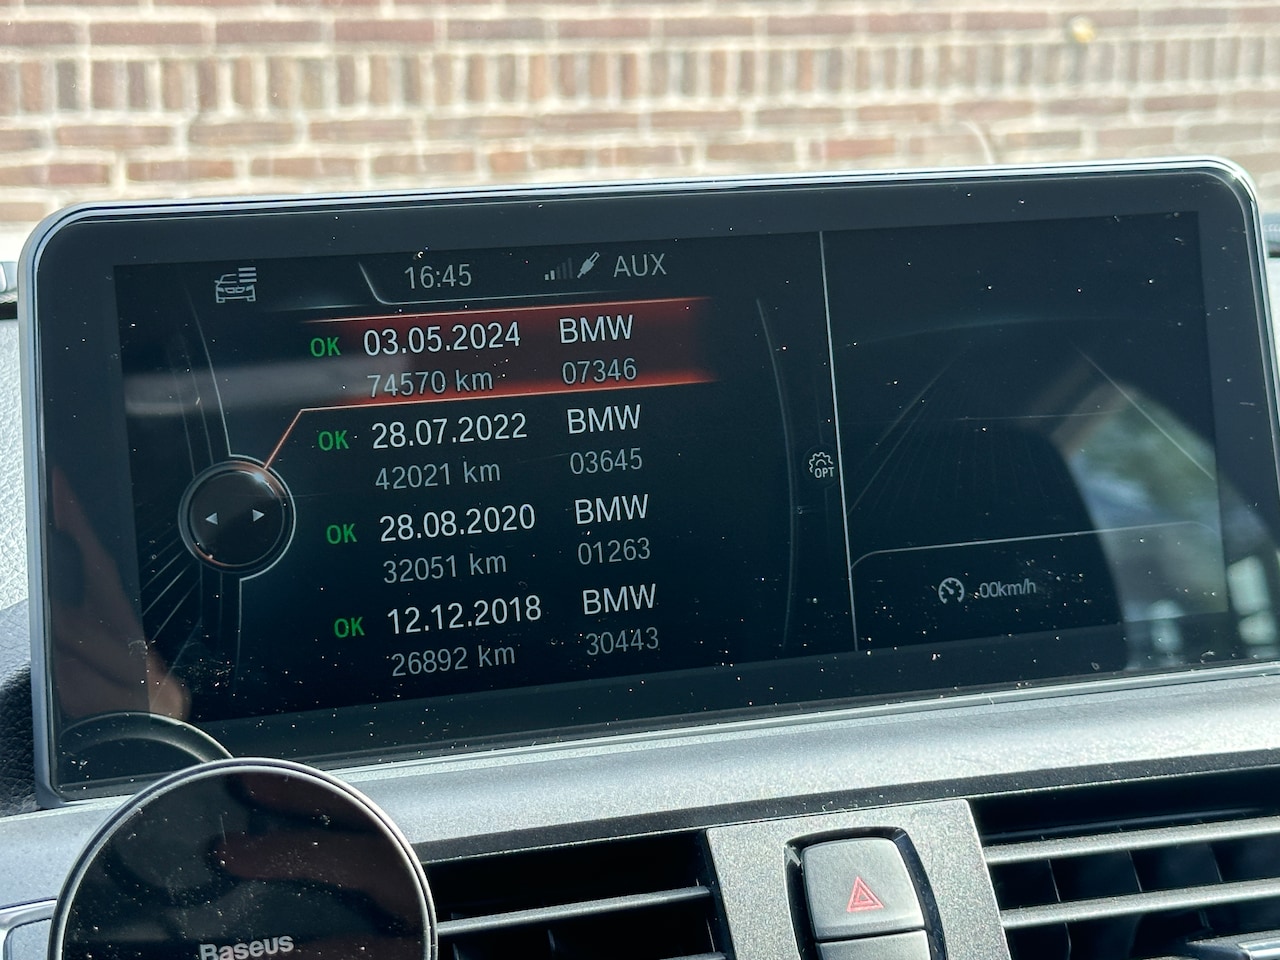 16:45 AUX
OK 03.05.2024 BMW
74570 km 07346
OK 28.07.2022 BMW
42021 km 03645
OPT
OK 28.08.2020 BMW
32051 km 01263
00km/h
OK 12.12.2018 BMW
26892 km 30443
Baseus